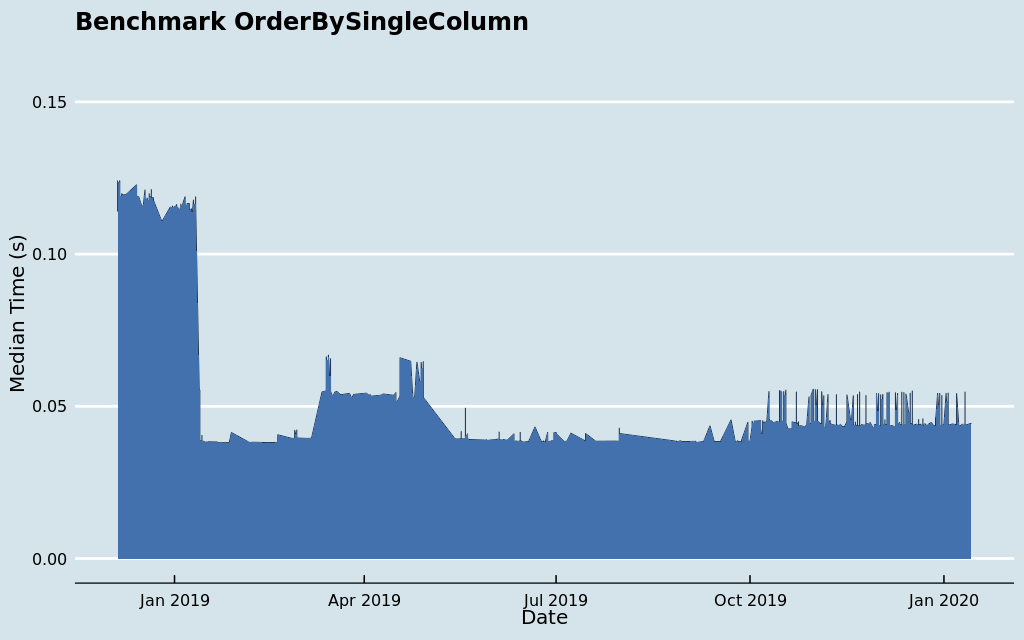 Benchmark OrderBySingleColumn
Median Time (s)
0.15
0.10
0.05
0.00
Jan 2019
Apr 2019
Jul 2019
Oct 2019
Jan 2020
Date